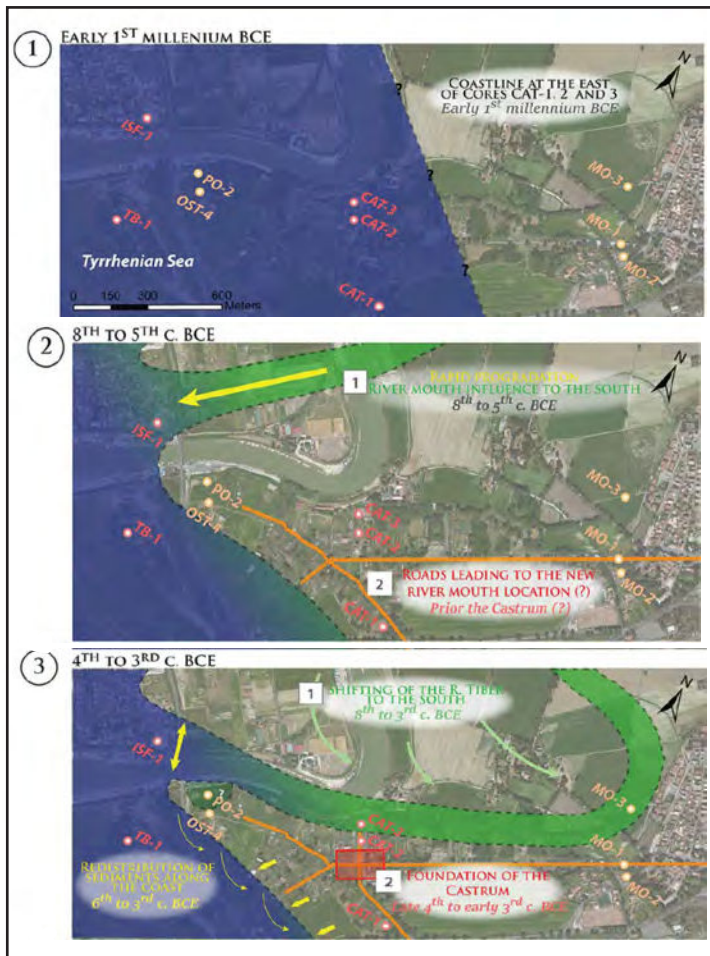 1
EARLY 1ST MILLENIUM BCE
N
COASTLINE AT THE EAST
OF CORES CAT-1, 2 AND 3
Early 1st millennium BCE
?
?
?
ISF-1
PO-2
OST-4
TB-1
CAT-3
CAT-2
CAT-1
MO-3
MO-1
MO-2
Tyrrhenian Sea
0 150 300 600
Meters
2
8TH TO 5TH C. BCE
N
1
RAPID PROGRADATION
RIVER MOUTH INFLUENCE TO THE SOUTH
8th to 5th c. BCE
ISF-1
PO-2
OST-4
TB-1
CAT-3
CAT-2
CAT-1
MO-3
MO-1
MO-2
2
ROADS LEADING TO THE NEW
RIVER MOUTH LOCATION (?)
Prior the Castrum (?)
3
4TH TO 3RD C. BCE
N
1
SHIFTING OF THE R. TIBER
TO THE SOUTH
8th to 3rd c. BCE
ISF-1
PO-2
?
OST-4
TB-1
CAT-3
CAT-2
CAT-1
MO-3
MO-1
MO-2
REDISTRIBUTION OF
SEDIMENTS ALONG
THE COAST
6th to 3rd c. BCE
2
FOUNDATION OF THE
CASTRUM
Late 4th to early 3rd c. BCE